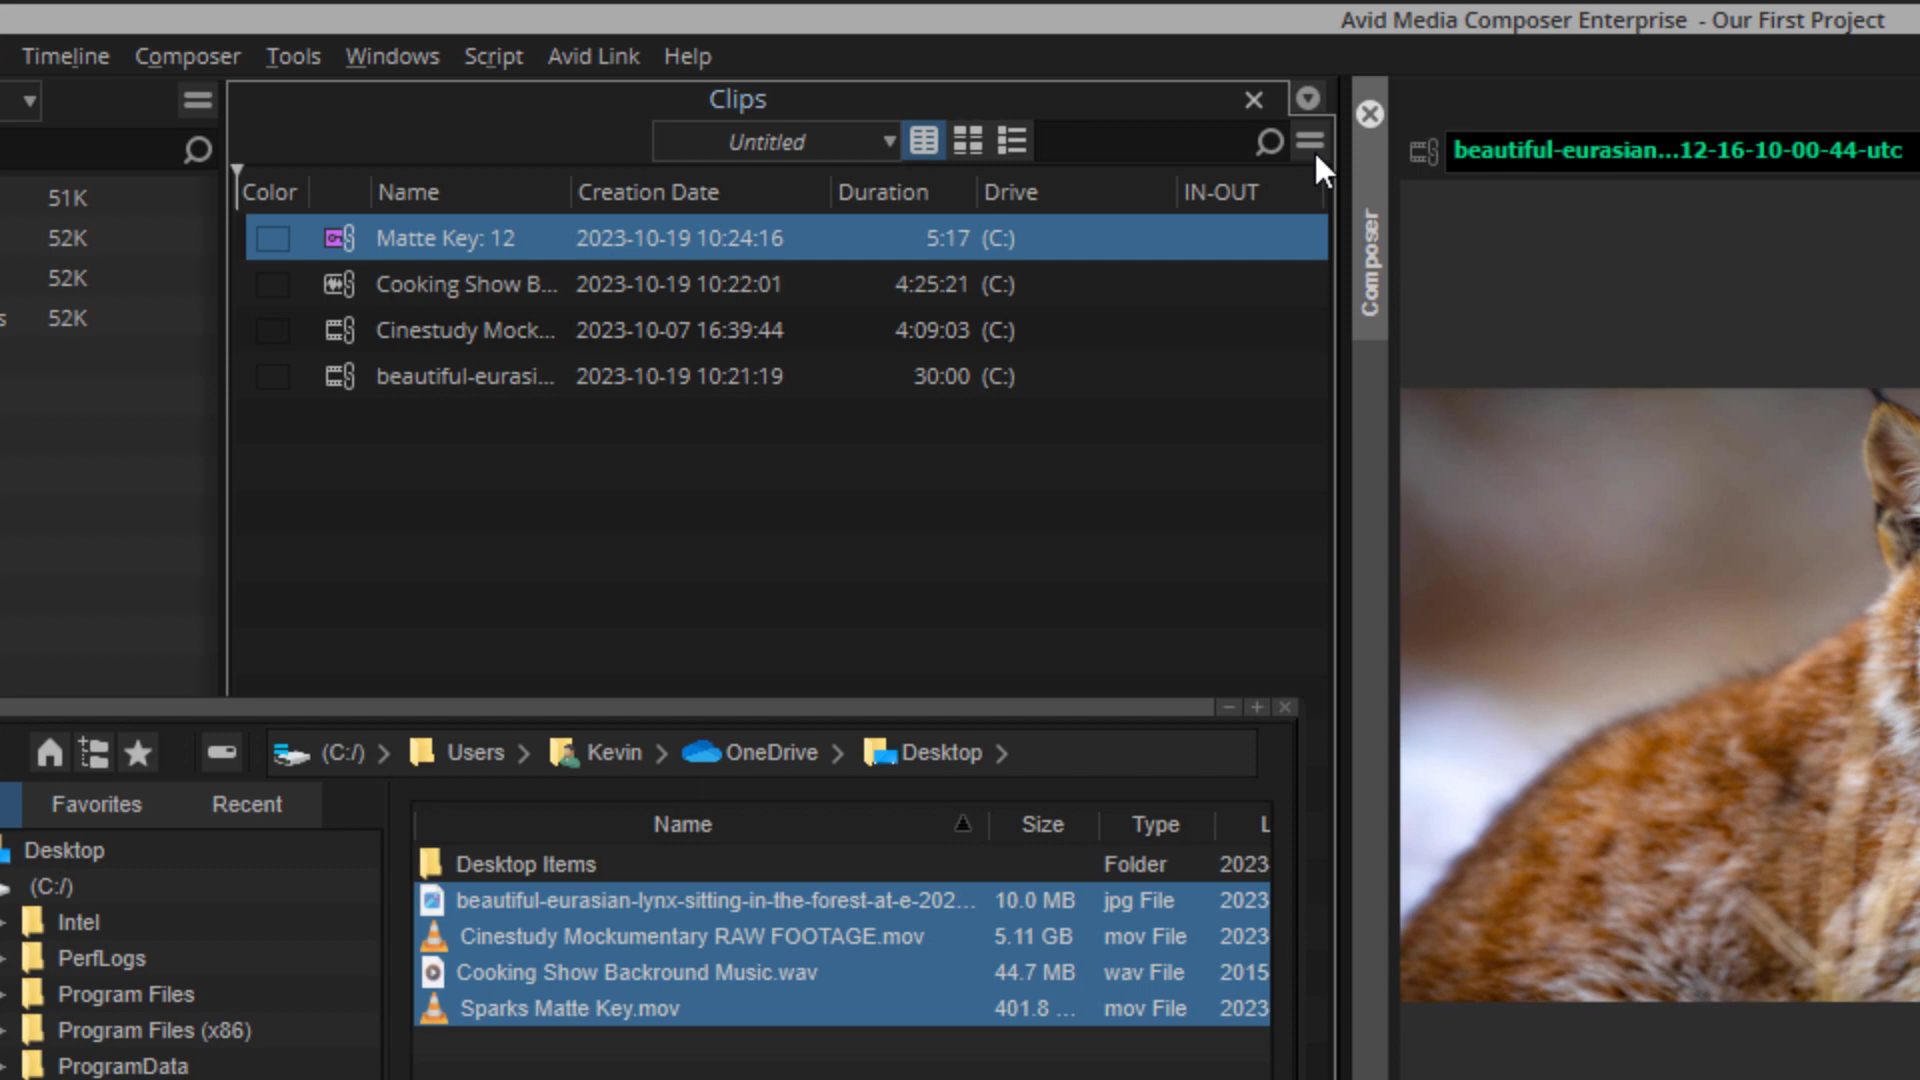 Avid Media Composer Enterprise - Our First Project
Timeline Composer Tools Windows Script Avid Link Help
Clips
Untitled
beautiful-eurasian...12-16-10-00-44-utc
Color Name Creation Date Duration Drive IN-OUT
51K
52K
52K
s 52K
Matte Key: 12 2023-10-19 10:24:16 5:17 (C:)
Cooking Show B... 2023-10-19 10:22:01 4:25:21 (C:)
Cinestudy Mock... 2023-10-07 16:39:44 4:09:03 (C:)
beautiful-eurasi... 2023-10-19 10:21:19 30:00 (C:)
Composer
(C:/) Users Kevin OneDrive Desktop
Favorites Recent
Desktop
(C:/)
Intel
PerfLogs
Program Files
Program Files (x86)
ProgramData
Name Size Type L
Desktop Items Folder 2023
beautiful-eurasian-lynx-sitting-in-the-forest-at-e-202... 10.0 MB jpg File 2023
Cinestudy Mockumentary RAW FOOTAGE.mov 5.11 GB mov File 2023
Cooking Show Backround Music.wav 44.7 MB wav File 2015
Sparks Matte Key.mov 401.8 ... mov File 2023